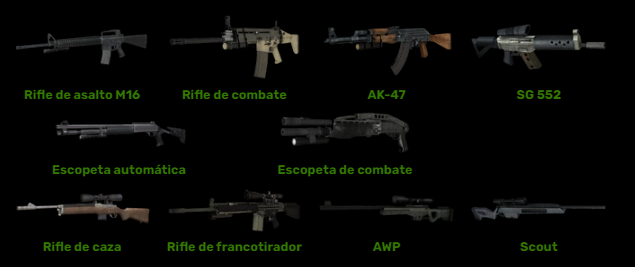 Rifle de asalto M16
Rifle de combate
AK-47
SG 552
Escopeta automática
Escopeta de combate
Rifle de caza
Rifle de francotirador
AWP
Scout